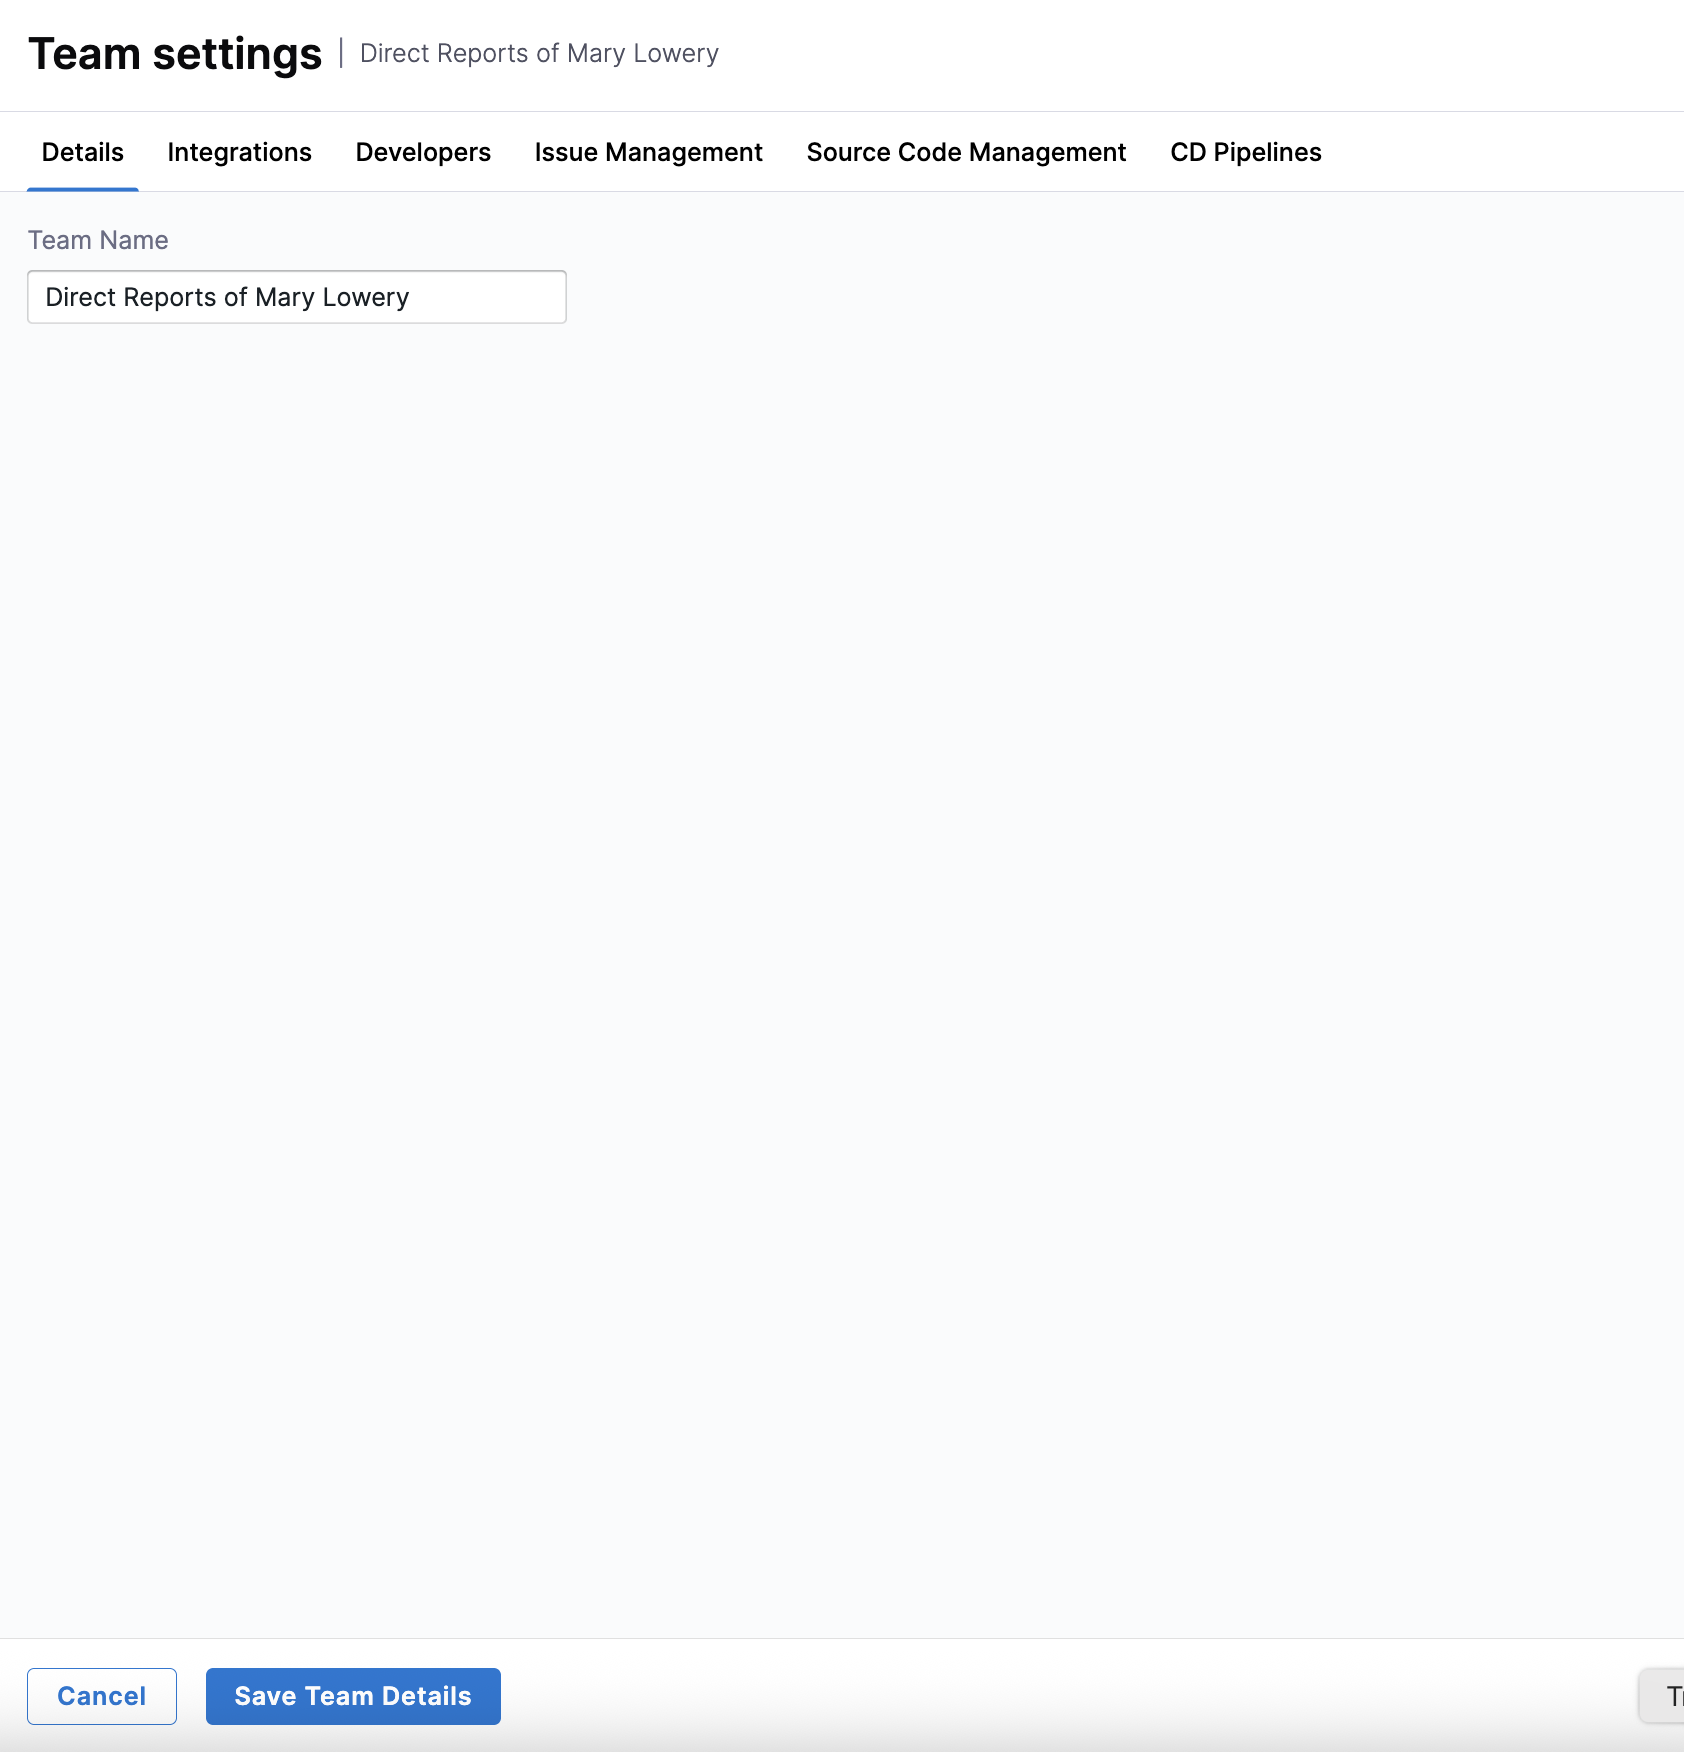 Team settings | Direct Reports of Mary Lowery
Details Integrations Developers Issue Management Source Code Management CD Pipelines
Team Name
Direct Reports of Mary Lowery
Cancel Save Team Details